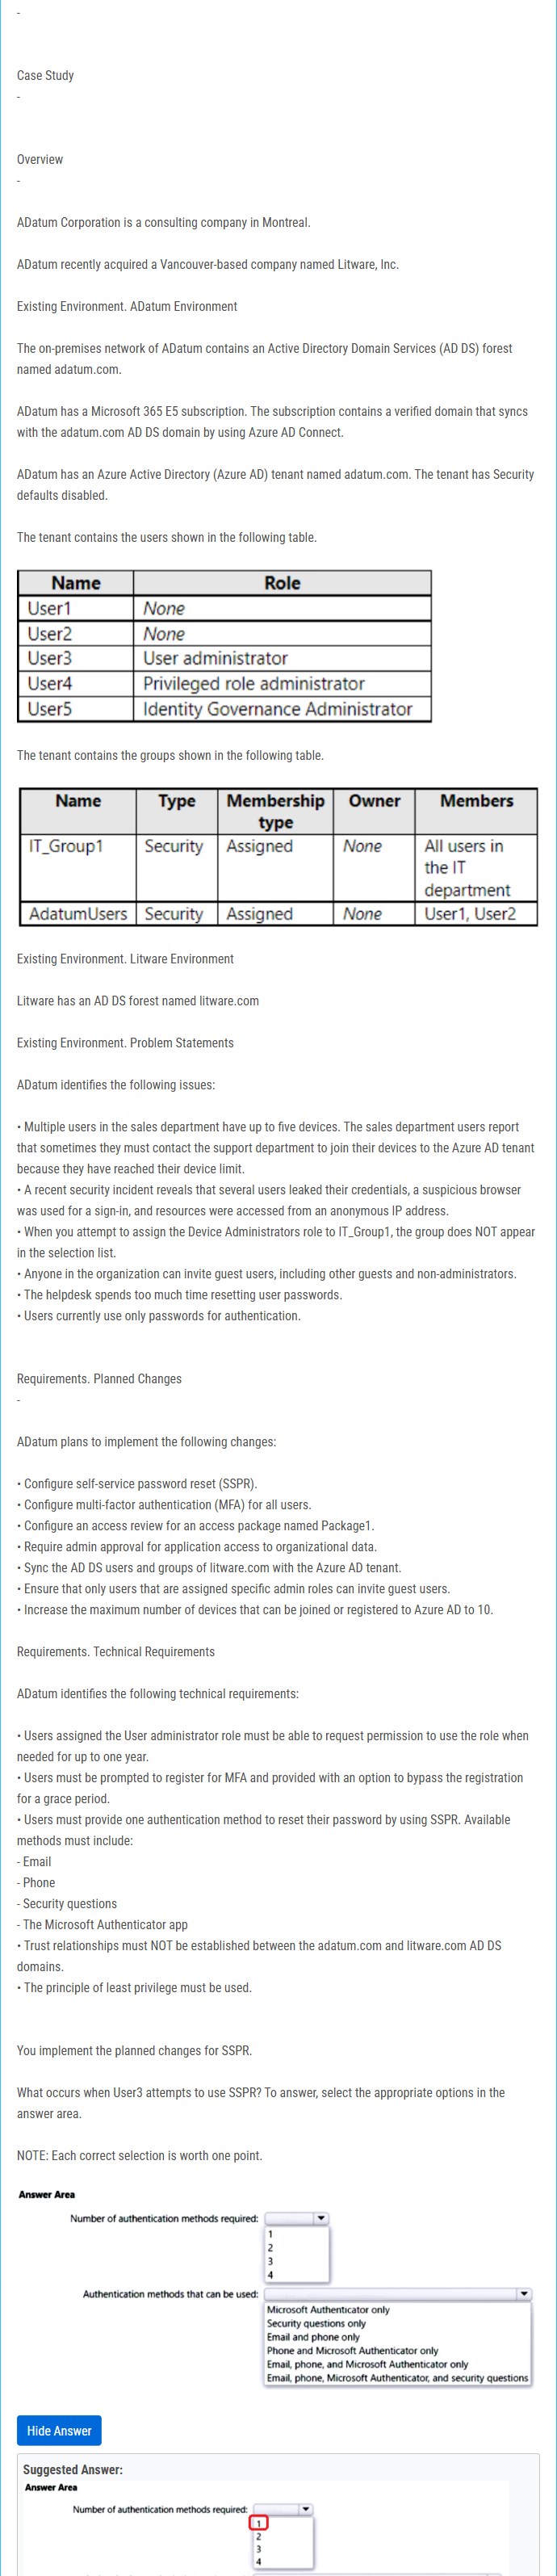 -
Case Study
-
Overview
-
ADatum Corporation is a consulting company in Montreal.
ADatum recently acquired a Vancouver-based company named Litware, Inc.
Existing Environment. ADatum Environment
The on-premises network of ADatum contains an Active Directory Domain Services (AD DS) forest
named adatum.com.
ADatum has a Microsoft 365 E5 subscription. The subscription contains a verified domain that syncs
with the adatum.com AD DS domain by using Azure AD Connect.
ADatum has an Azure Active Directory (Azure AD) tenant named adatum.com. The tenant has Security
defaults disabled.
The tenant contains the users shown in the following table.
Name Role
User1 None
User2 None
User3 User administrator
User4 Privileged role administrator
User5 Identity Governance Administrator
The tenant contains the groups shown in the following table.
Name Type Membership type Owner Members
IT_Group1 Security Assigned None All users in
the IT
department
AdatumUsers Security Assigned None User1, User2
Existing Environment. Litware Environment
Litware has an AD DS forest named litware.com
Existing Environment. Problem Statements
ADatum identifies the following issues:
• Multiple users in the sales department have up to five devices. The sales department users report
that sometimes they must contact the support department to join their devices to the Azure AD tenant
because they have reached their device limit.
• A recent security incident reveals that several users leaked their credentials, a suspicious browser
was used for a sign-in, and resources were accessed from an anonymous IP address.
• When you attempt to assign the Device Administrators role to IT_Group1, the group does NOT appear
in the selection list.
• Anyone in the organization can invite guest users, including other guests and non-administrators.
• The helpdesk spends too much time resetting user passwords.
• Users currently use only passwords for authentication.
Requirements. Planned Changes
-
ADatum plans to implement the following changes:
• Configure self-service password reset (SSPR).
• Configure multi-factor authentication (MFA) for all users.
• Configure an access review for an access package named Package1.
• Require admin approval for application access to organizational data.
• Sync the AD DS users and groups of litware.com with the Azure AD tenant.
• Ensure that only users that are assigned specific admin roles can invite guest users.
• Increase the maximum number of devices that can be joined or registered to Azure AD to 10.
Requirements. Technical Requirements
ADatum identifies the following technical requirements:
• Users assigned the User administrator role must be able to request permission to use the role when
needed for up to one year.
• Users must be prompted to register for MFA and provided with an option to bypass the registration
for a grace period.
• Users must provide one authentication method to reset their password by using SSPR. Available
methods must include:
- Email
- Phone
- Security questions
- The Microsoft Authenticator app
• Trust relationships must NOT be established between the adatum.com and litware.com AD DS
domains.
• The principle of least privilege must be used.
You implement the planned changes for SSPR.
What occurs when User3 attempts to use SSPR? To answer, select the appropriate options in the
answer area.
NOTE: Each correct selection is worth one point.
Answer Area
Number of authentication methods required:
1
2
3
4
Authentication methods that can be used:
Microsoft Authenticator only
Security questions only
Email and phone only
Phone and Microsoft Authenticator only
Email, phone, and Microsoft Authenticator only
Email, phone, Microsoft Authenticator, and security questions
Hide Answer
Suggested Answer:
Answer Area
Number of authentication methods required:
1
2
3
4